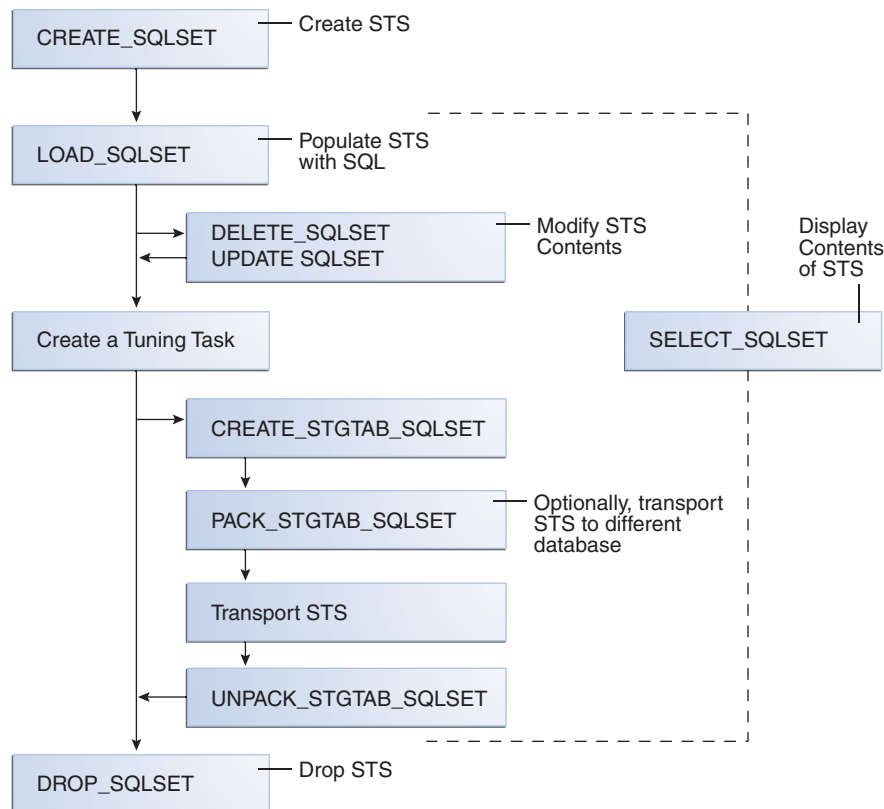 CREATE_SQLSET
Create STS
LOAD_SQLSET
Populate STS
with SQL
DELETE_SQLSET
UPDATE SQLSET
Modify STS
Contents
Display
Contents
of STS
Create a Tuning Task
SELECT_SQLSET
CREATE_STGTAB_SQLSET
PACK_STGTAB_SQLSET
Optionally, transport
STS to different
database
Transport STS
UNPACK_STGTAB_SQLSET
DROP_SQLSET
Drop STS